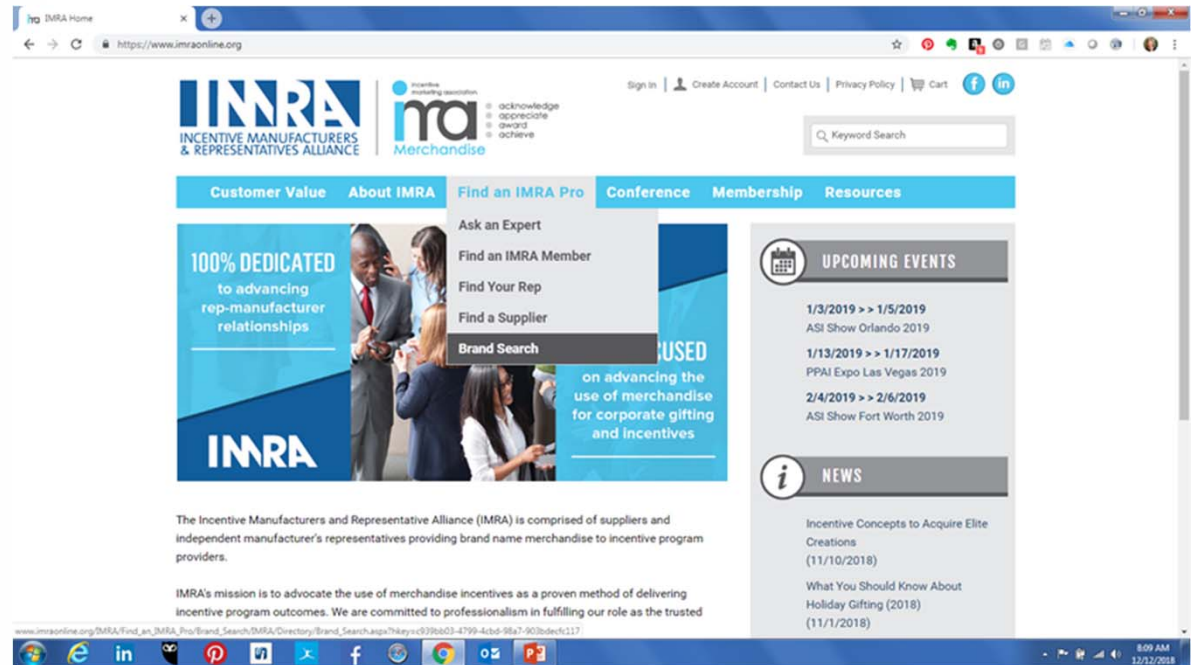 IMRA Home
https://www.imraonline.org
IMRA
INCENTIVE MANUFACTURERS
& REPRESENTATIVES ALLIANCE
incentive
marketing association
ima
Merchandise
acknowledge
appreciate
award
achieve
Sign In | Create Account | Contact Us | Privacy Policy | Cart
Keyword Search
Customer Value About IMRA Find an IMRA Pro Conference Membership Resources
Ask an Expert
Find an IMRA Member
Find Your Rep
Find a Supplier
Brand Search
100% DEDICATED
to advancing
rep-manufacturer
relationships
IMRA
USED
on advancing the
use of merchandise
for corporate gifting
and incentives
UPCOMING EVENTS
1/3/2019 > > 1/5/2019
ASI Show Orlando 2019
1/13/2019 > > 1/17/2019
PPAI Expo Las Vegas 2019
2/4/2019 > > 2/6/2019
ASI Show Fort Worth 2019
NEWS
Incentive Concepts to Acquire Elite
Creations
(11/10/2018)
What You Should Know About
Holiday Gifting (2018)
(11/1/2018)
The Incentive Manufacturers and Representative Alliance (IMRA) is comprised of suppliers and
independent manufacturer's representatives providing brand name merchandise to incentive program
providers.
IMRA's mission is to advocate the use of merchandise incentives as a proven method of delivering
incentive program outcomes. We are committed to professionalism in fulfilling our role as the trusted
www.imraonline.org/IMRA/Find_an_IMRA_Pro/Brand_Search/IMRA/Directory/Brand_Search.aspx?hkey=c939bb03-4799-4cbd-98a7-903bdecfc117
8:09 AM
12/12/2018